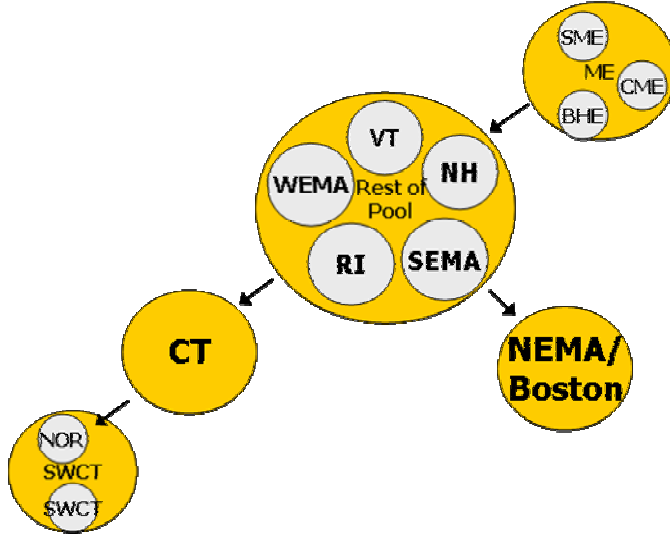 SME
ME
CME
BHE
VT
NH
WEMA
Rest of
Pool
RI
SEMA
CT
NEMA/
Boston
NOR
SWCT
SWCT